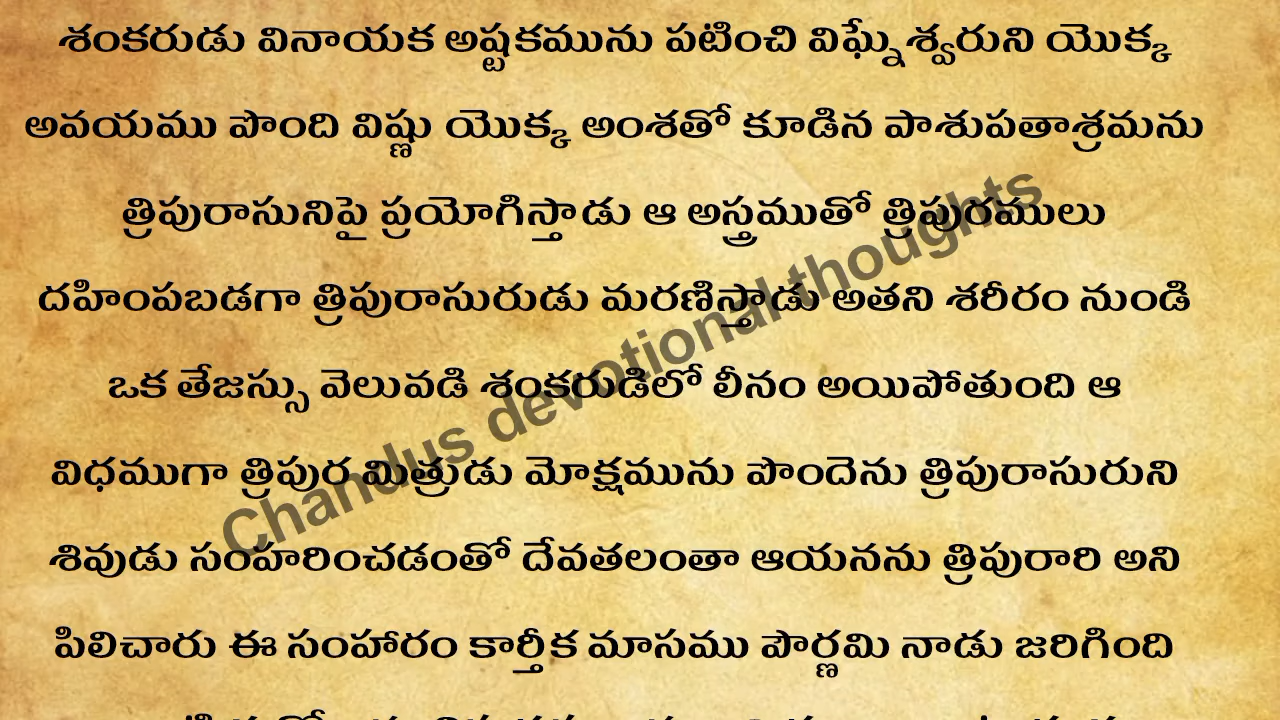 శంకరుడు వినాయక అష్టకమును పటించి విఘ్నేశ్వరుని యొక్క
అవయము పొంది విష్ణు యొక్క అంశతో కూడిన పాశుపతాశ్రమను
త్రిపురాసునిపై ప్రయోగిస్తాడు ఆ అస్త్రముతో త్రిపురములు
దహింపబడగా త్రిపురాసురుడు మరణిస్తాడు అతని శరీరం నుండి
ఒక తేజస్సు వెలువడి శంకరుడిలో లీనం అయిపోతుంది ఆ
విధముగా త్రిపురమిత్రుడు మోక్షమును పొందెను త్రిపురాసురుని
శివుడు సంహరించడంతో దేవతలంతా ఆయనను త్రిపురారి అని
పిలిచారు ఈ సంహారం కార్తీక మాసము పౌర్ణమి నాడు జరిగింది
Chandus devotional thoughts